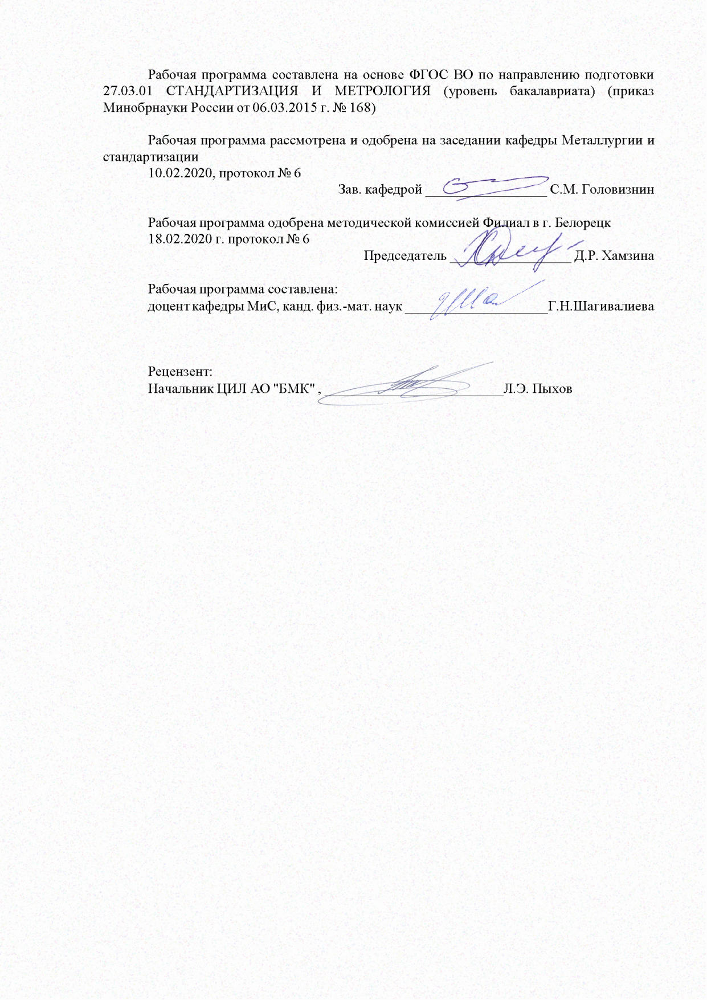 Рабочая программа составлена на основе ФГОС ВО по направлению подготовки
27.03.01 СТАНДАРТИЗАЦИЯ И МЕТРОЛОГИЯ (уровень бакалавриата) (приказ
Минобрнауки России от 06.03.2015 г. № 168)
Рабочая программа рассмотрена и одобрена на заседании кафедры Металлургии и
стандартизации
10.02.2020, протокол № 6
Зав. кафедрой _________________ С.М. Головизнин
Рабочая программа одобрена методической комиссией Филиал в г. Белорецк
18.02.2020 г. протокол № 6
Председатель _________________ Д.Р. Хамзина
Рабочая программа составлена:
доцент кафедры МиС, канд. физ.-мат. наук ____________________Г.Н.Шагивалиева
Рецензент:
Начальник ЦИЛ АО "БМК" , _________________________Л.Э. Пыхов